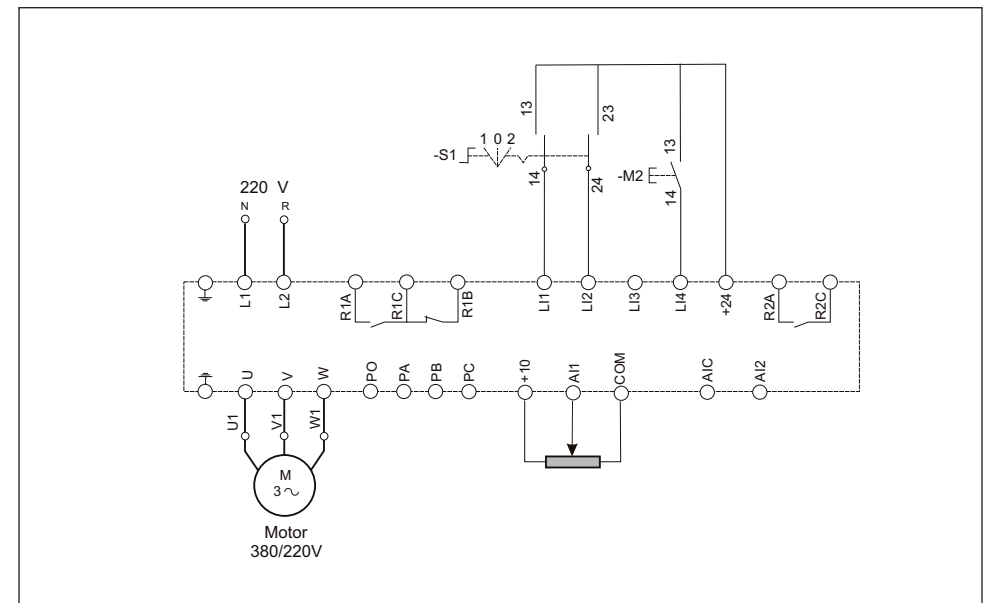 13
23
1 0 2
-S1
14
24
13
-M2
14
220 V
N R
L1
L2
R1A
R1C
R1B
LI1
LI2
LI3
LI4
+24
R2A
R2C
U
V
W
PO
PA
PB
PC
+10
AI1
COM
AIC
AI2
U1
V1
W1
M
3
Motor
380/220V